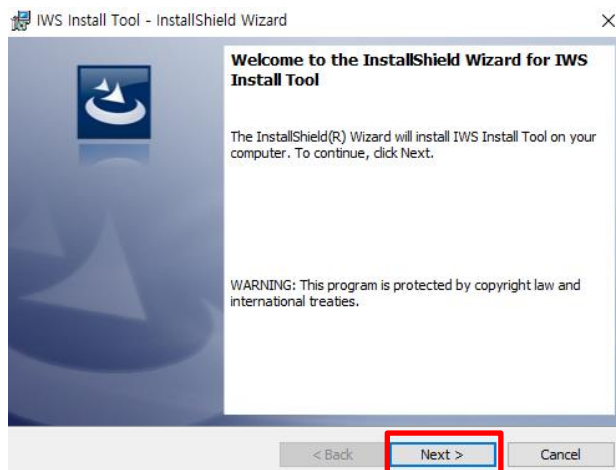 IWS Install Tool - InstallShield Wizard
Welcome to the InstallShield Wizard for IWS
Install Tool
The InstallShield(R) Wizard will install IWS Install Tool on your
computer. To continue, click Next.
WARNING: This program is protected by copyright law and
international treaties.
< Back
Next >
Cancel